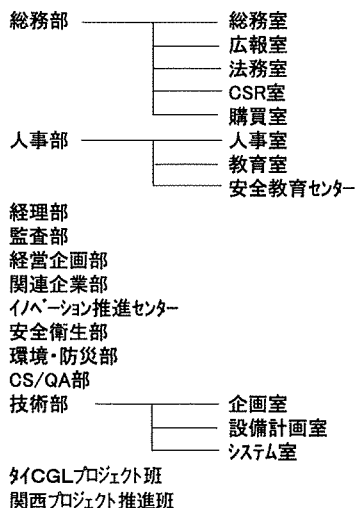 総務部 総務室
広報室
法務室
CSR室
購買室
人事部 人事室
教育室
安全教育センター
経理部
監査部
経営企画部
関連企業部
イノベーション推進センター
安全衛生部
環境・防災部
CS/QA部
技術部 企画室
設備計画室
システム室
タイCGLプロジェクト班
関西プロジェクト推進班